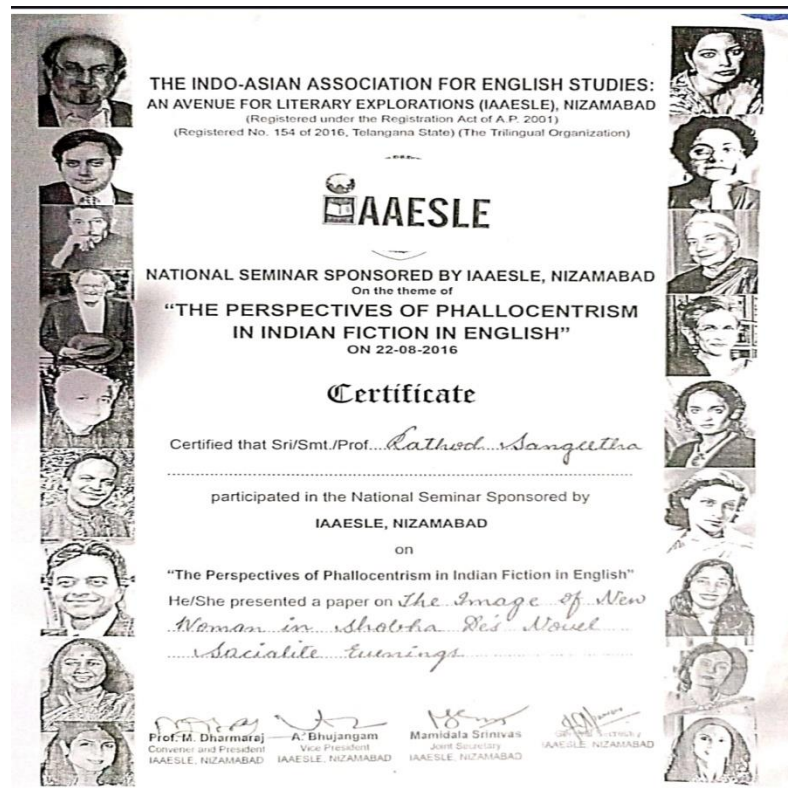 THE INDO-ASIAN ASSOCIATION FOR ENGLISH STUDIES:
AN AVENUE FOR LITERARY EXPLORATIONS (IAAESLE), NIZAMABAD
(Registered under the Registration Act of A.P. 2001)
(Registered No. 154 of 2016, Telangana State) (The Trilingual Organization)
iAAESLE
NATIONAL SEMINAR SPONSORED BY IAAESLE, NIZAMABAD
On the theme of
“THE PERSPECTIVES OF PHALLOCENTRISM
IN INDIAN FICTION IN ENGLISH”
ON 22-08-2016
Certificate
Certified that Sri/Smt./Prof. Rathod Sangeetha
participated in the National Seminar Sponsored by
IAAESLE, NIZAMABAD
on
“The Perspectives of Phallocentrism in Indian Fiction in English”
He/She presented a paper on The Image of New
Woman in Shobha De's Novel
Socialite Evenings
Prof. M. Dharmaraj A. Bhujangam Mamidala Srinivas
Convener and President Vice President Joint Secretary Secretary
IAAESLE, NIZAMABAD IAAESLE, NIZAMABAD IAAESLE, NIZAMABAD IAAESLE, NIZAMABAD